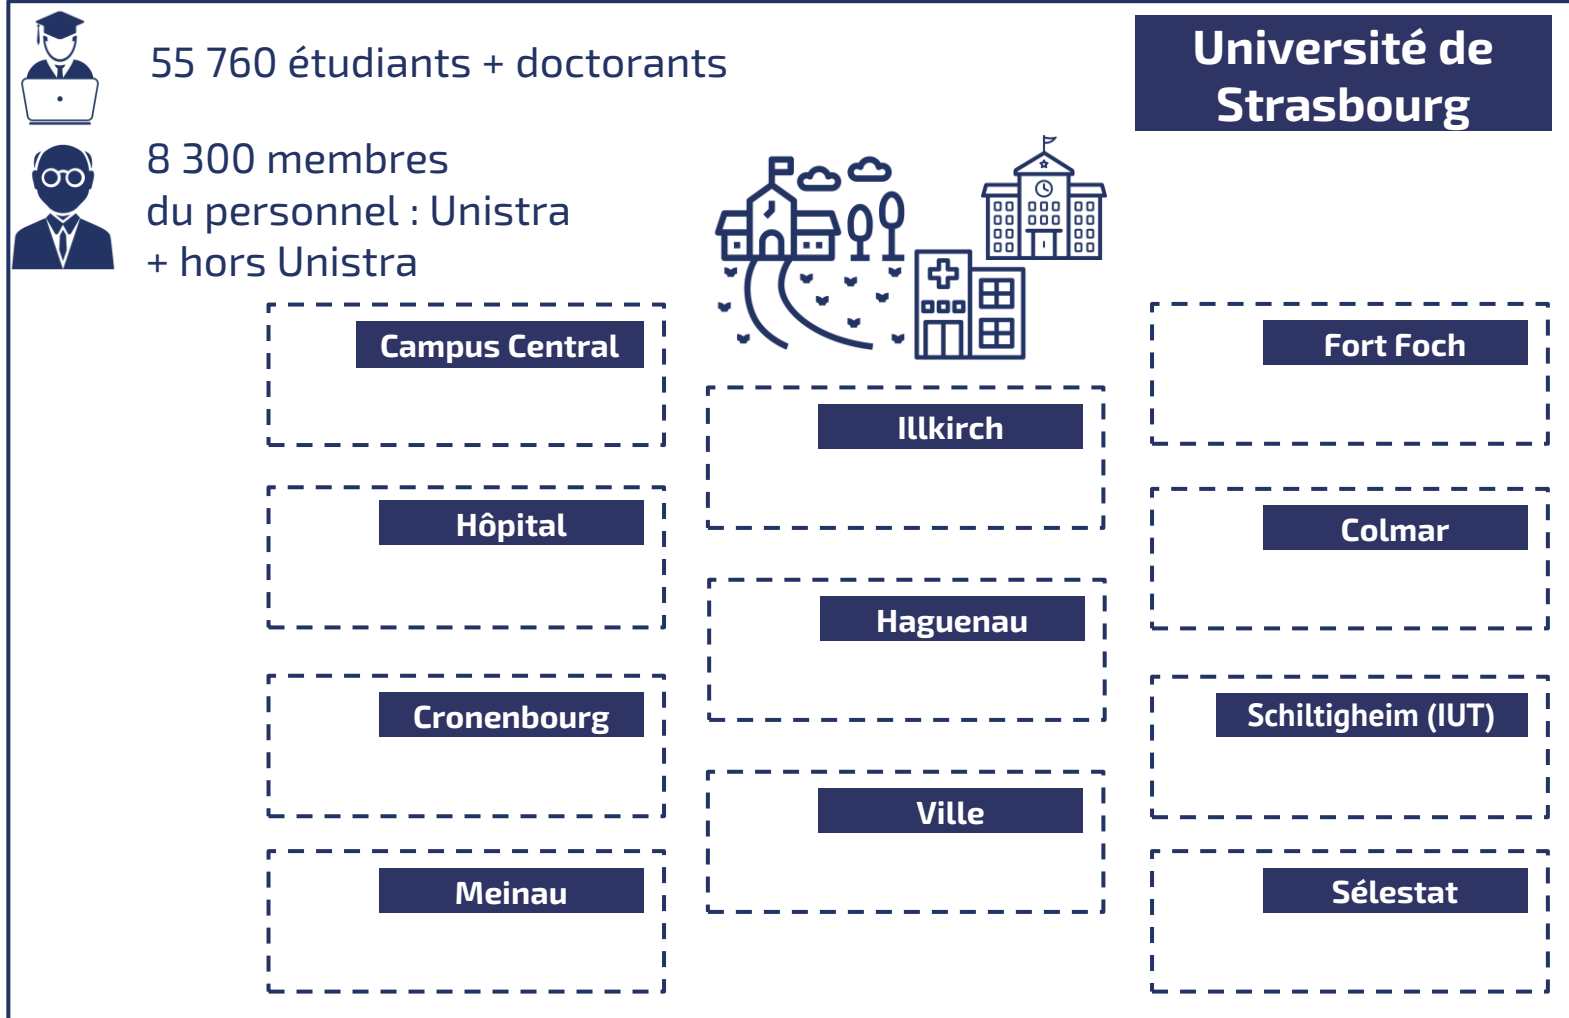 55 760 étudiants + doctorants
Université de
Strasbourg
8 300 membres
du personnel : Unistra
+ hors Unistra
Campus Central
Hôpital
Cronenbourg
Meinau
Illkirch
Haguenau
Ville
Fort Foch
Colmar
Schiltigheim (IUT)
Sélestat